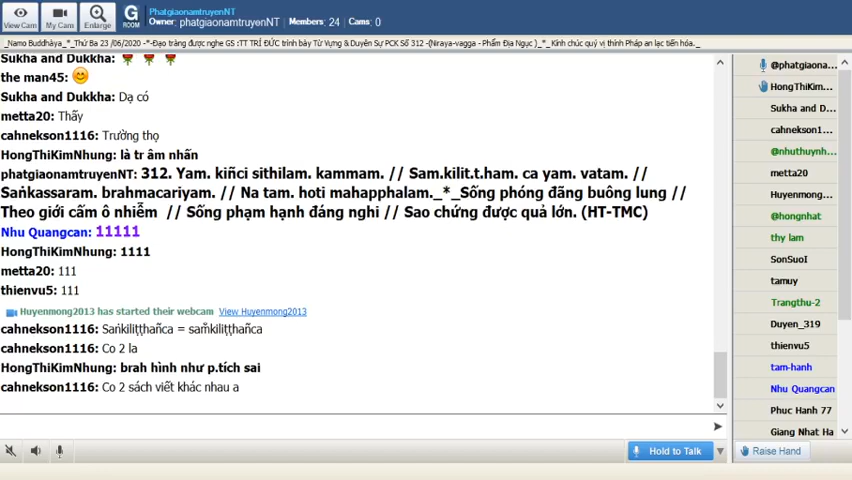 View Cam
My Cam
Enlarge
G ROOM
PhatgiaonamtruyenNT
Owner: phatgiaonamtruyenNT | Members: 24 | Cams: 0
_Namo Buddhàya_*_Thứ Ba 23 /06/2020 -*-Đạo tràng được nghe GS :TT TRÍ ĐỨC trình bày Từ Vựng & Duyên Sự PCK Số 312 -(Niraya-vagga - Phẩm Địa Ngục )_*_ Kính chúc quý vị thính Pháp an lạc tiến hóa._
Sukha and Dukkha:
the man45:
Sukha and Dukkha: Dạ có
metta20: Thấy
cahnekson1116: Trường thọ
HongThiKimNhung: là tr âm nhấn
phatgiaonamtruyenNT: 312. Yam. kiñci sithilam. kammam. // Sam.kilit.t.ham. ca yam. vatam. //
Saṅkassaram. brahmacariyam. // Na tam. hoti mahapphalam._*_Sống phóng đãng buông lung //
Theo giới cấm ô nhiễm // Sống phạm hạnh đáng nghi // Sao chứng được quả lớn. (HT-TMC)
Nhu Quangcan: 11111
HongThiKimNhung: 1111
metta20: 111
thienvu5: 111
Huyenmong2013 has started their webcam View Huyenmong2013
cahnekson1116: Saṅkiliṭṭhañca = saṁkiliṭṭhañca
cahnekson1116: Co 2 la
HongThiKimNhung: brah hình như p.tích sai
cahnekson1116: Co 2 sách viết khác nhau a
@phatgiaona...
HongThiKim...
Sukha and D...
cahnekson1...
@nhuthuynh...
metta20
Huyenmong...
@hongnhat
thy lam
SonSuoI
tamuy
Trangthu-2
Duyen_319
thienvu5
tam-hanh
Nhu Quangcan
Phuc Hanh 77
Giang Nhat Ha
Hold to Talk
Raise Hand